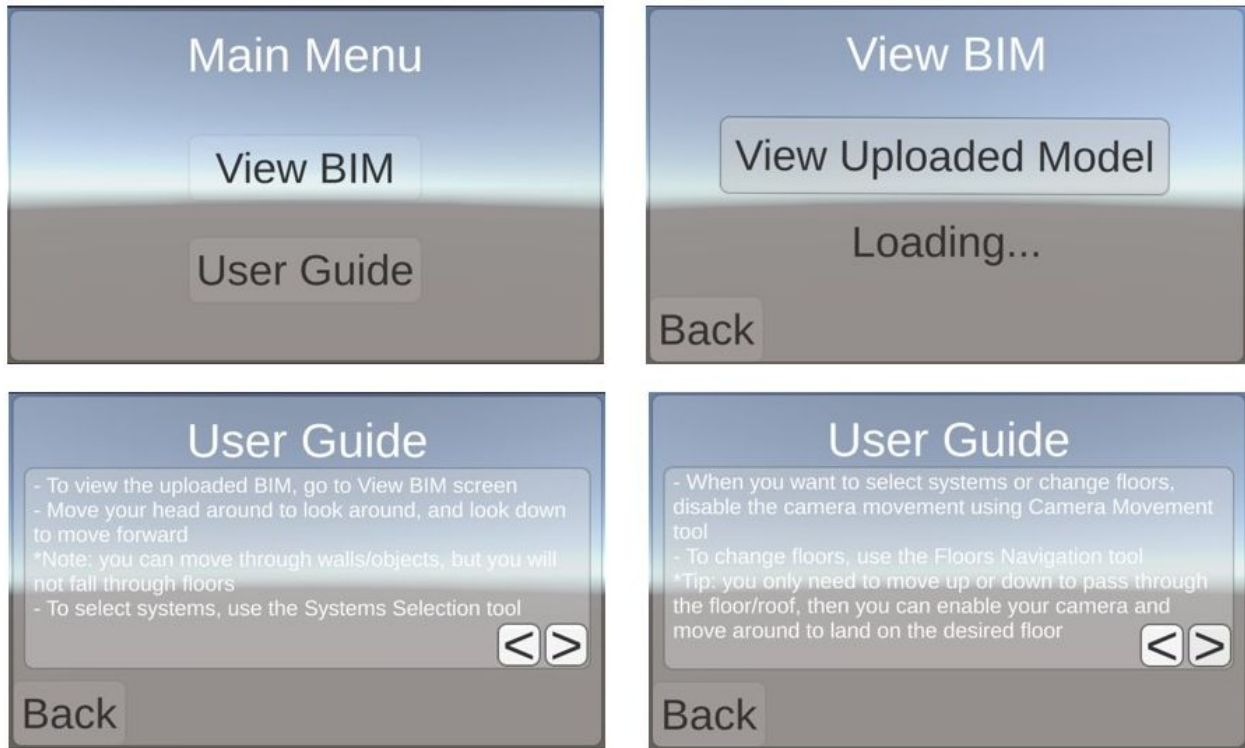 Main Menu
View BIM
User Guide
View BIM
View Uploaded Model
Loading...
Back
User Guide
- To view the uploaded BIM, go to View BIM screen
- Move your head around to look around, and look down
to move forward
*Note: you can move through walls/objects, but you will
not fall through floors
- To select systems, use the Systems Selection tool
< >
Back
User Guide
- When you want to select systems or change floors,
disable the camera movement using Camera Movement
tool
- To change floors, use the Floors Navigation tool
*Tip: you only need to move up or down to pass through
the floor/roof, then you can enable your camera and
move around to land on the desired floor
< >
Back